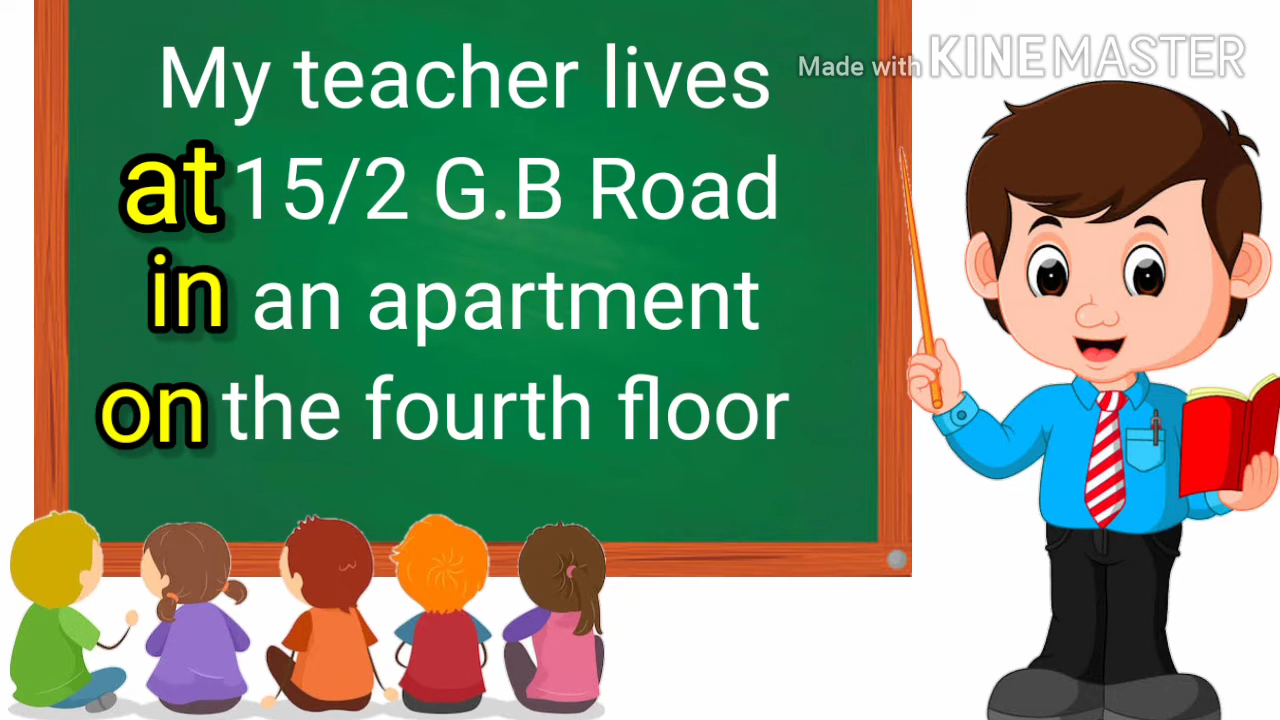 My teacher lives
at 15/2 G.B Road
in an apartment
on the fourth floor
Made with KINEMASTER